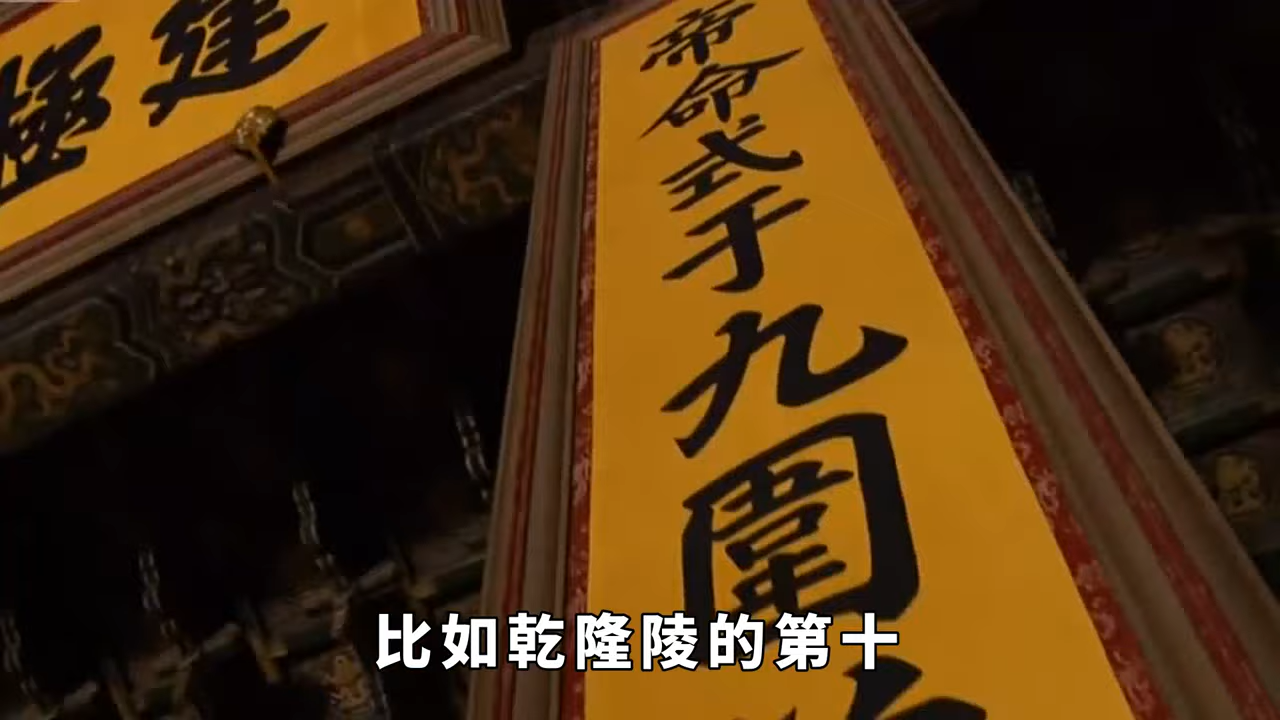 建極
帝命式于九圍
比如乾隆陵的第十